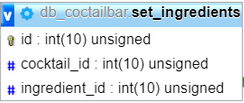 v db_coctailbar.set_ingredients
id : int(10) unsigned
# cocktail_id : int(10) unsigned
# ingredient_id : int(10) unsigned